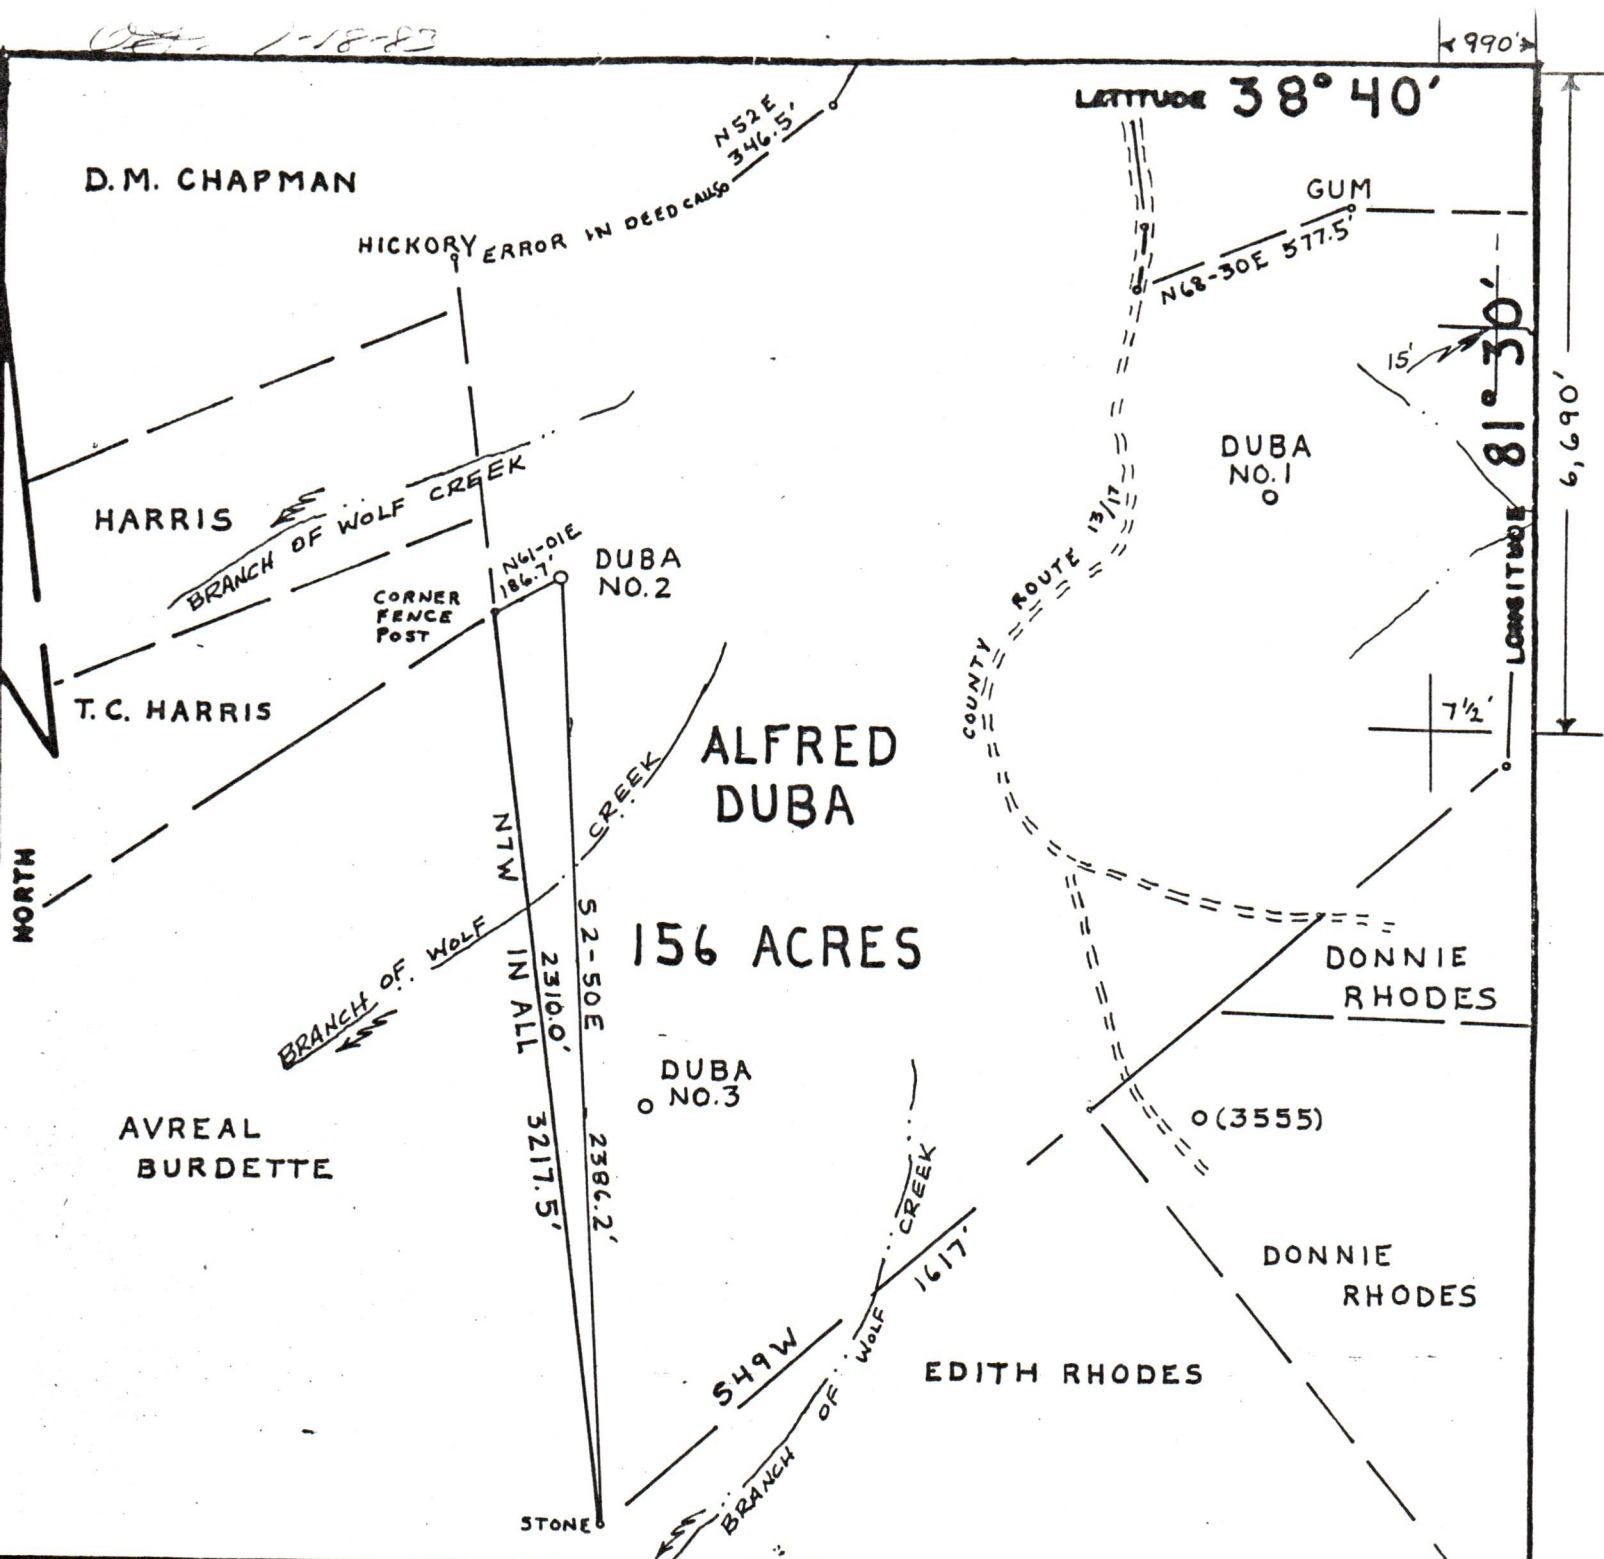 1-18-83
990'
LATITUDE 38° 40'
N52E
346.5'
D.M. CHAPMAN
GUM
HICKORY
ERROR IN DEED CALLS
N68-30E 577.5'
LONGITUDE 81° 30'
15'
6,690'
DUBA
NO.1
HARRIS
BRANCH OF WOLF CREEK
N61-01E
186.7'
DUBA
NO.2
COUNTY ROUTE 13/17
CORNER
FENCE
POST
T.C. HARRIS
7½'
ALFRED
DUBA
NORTH
N7W
2310.0'
IN ALL 3217.5'
S2-50E 2386.2'
BRANCH OF WOLF CREEK
156 ACRES
DONNIE
RHODES
DUBA
NO.3
AVREAL
BURDETTE
(3555)
DONNIE
RHODES
S49W 1617'
BRANCH OF WOLF CREEK
EDITH RHODES
STONE